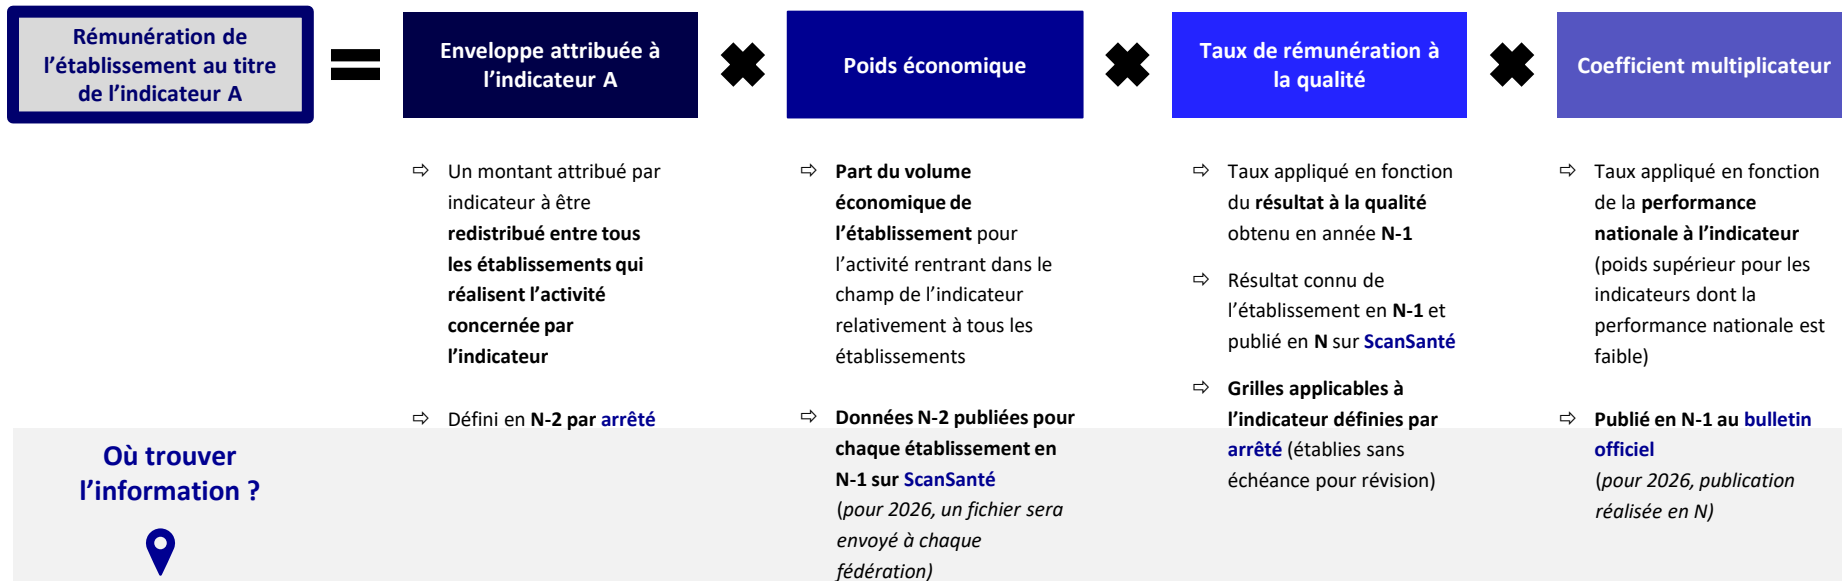 Rémunération de
l'établissement au titre
de l'indicateur A
Enveloppe attribuée à
l'indicateur A
Poids économique
Taux de rémunération à
la qualité
Coefficient multiplicateur
⇨ Un montant attribué par
indicateur à être
redistribué entre tous
les établissements qui
réalisent l'activité
concernée par
l'indicateur
⇨ Défini en N-2 par arrêté
⇨ Part du volume
économique de
l'établissement pour
l'activité rentrant dans le
champ de l'indicateur
relativement à tous les
établissements
⇨ Données N-2 publiées pour
chaque établissement en
N-1 sur ScanSanté
(pour 2026, un fichier sera
envoyé à chaque
fédération)
⇨ Taux appliqué en fonction
du résultat à la qualité
obtenu en année N-1
⇨ Résultat connu de
l'établissement en N-1 et
publié en N sur ScanSanté
⇨ Grilles applicables à
l'indicateur définies par
arrêté (établies sans
échéance pour révision)
⇨ Taux appliqué en fonction
de la performance
nationale à l'indicateur
(poids supérieur pour les
indicateurs dont la
performance nationale est
faible)
⇨ Publié en N-1 au bulletin
officiel
(pour 2026, publication
réalisée en N)
Où trouver
l'information ?